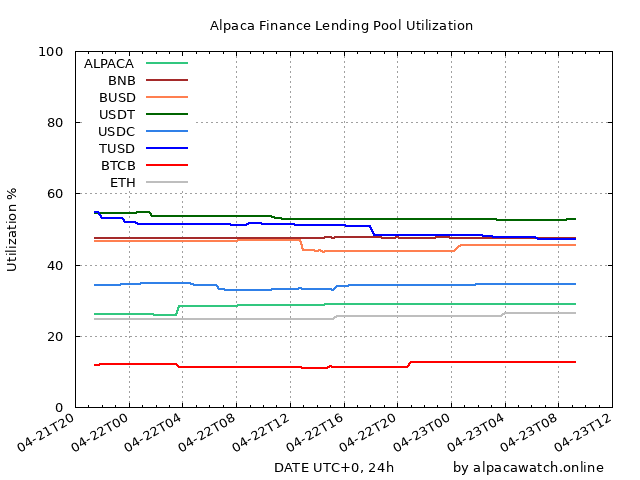 Alpaca Finance Lending Pool Utilization
Utilization %
100
80
60
40
20
0
ALPACA
BNB
BUSD
USDT
USDC
TUSD
BTCB
ETH
04-21T20
04-22T00
04-22T04
04-22T08
04-22T12
04-22T16
04-22T20
04-23T00
04-23T04
04-23T08
04-23T12
DATE UTC+0, 24h
by alpacawatch.online